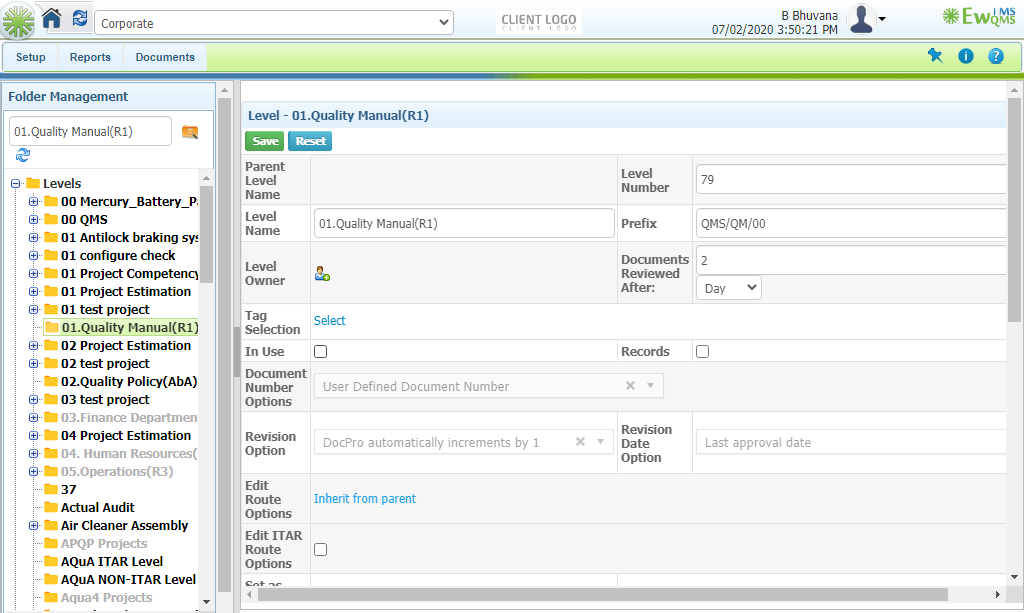 Corporate
CLIENT LOGO
CLIENT LOGO
B Bhuvana
07/02/2020 3:50:21 PM
Ew LMS QMS
Setup Reports Documents
Folder Management
01.Quality Manual(R1)
Levels
00 Mercury_Battery_P
00 QMS
01 Antilock braking sys
01 configure check
01 Project Competency
01 Project Estimation
01 test project
01.Quality Manual(R1)
02 Project Estimation
02 test project
02.Quality Policy(AbA)
03 test project
03.Finance Departmen
04 Project Estimation
04. Human Resources(
05.Operations(R3)
37
Actual Audit
Air Cleaner Assembly
APQP Projects
AQuA ITAR Level
AQuA NON-ITAR Level
Aqua4 Projects
Level - 01.Quality Manual(R1)
Save Reset
Parent
Level
Name
Level
Number
79
Level
Name
01.Quality Manual(R1)
Prefix
QMS/QM/00
Level
Owner
Documents
Reviewed
After:
2
Day
Tag
Selection
Select
In Use
Records
Document
Number
Options
User Defined Document Number
Revision
Option
DocPro automatically increments by 1
Revision
Date
Option
Last approval date
Edit
Route
Options
Inherit from parent
Edit ITAR
Route
Options
Set as